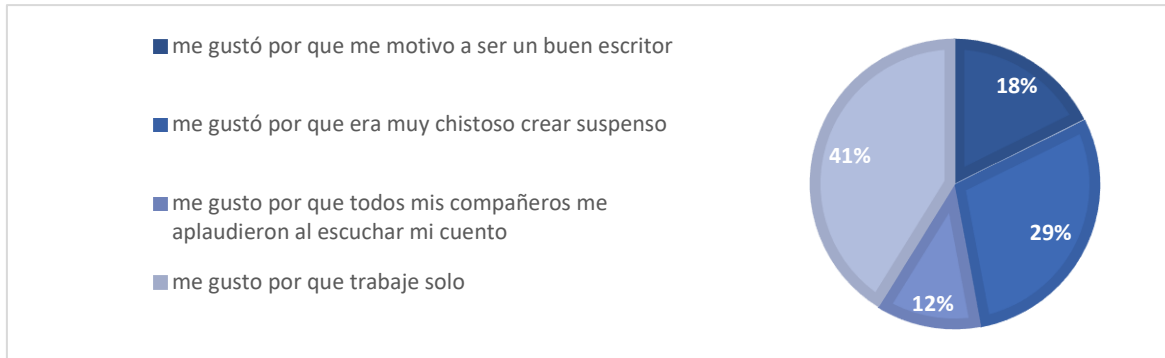 me gustó por que me motivo a ser un buen escritor
me gustó por que era muy chistoso crear suspenso
me gusto por que todos mis compañeros me
aplaudieron al escuchar mi cuento
me gusto por que trabaje solo
18%
41%
29%
12%